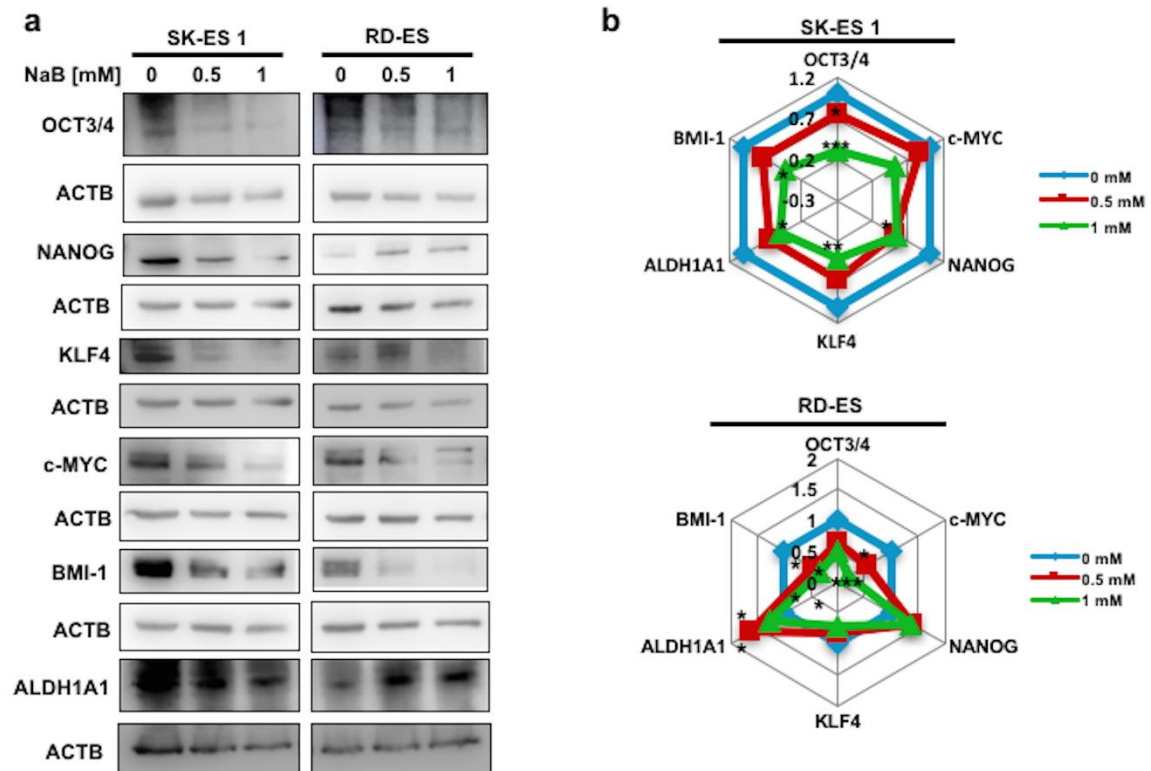 a
SK-ES 1 RD-ES
NaB [mM] 0 0.5 1 0 0.5 1
OCT3/4
ACTB
NANOG
ACTB
KLF4
ACTB
c-MYC
ACTB
BMI-1
ACTB
ALDH1A1
ACTB
b
SK-ES 1
OCT3/4
1.2
0.7
0.2
-0.3
* *** * * ** *
BMI-1
c-MYC
ALDH1A1
NANOG
KLF4
0 mM
0.5 mM
1 mM
RD-ES
OCT3/4
2
1.5
1
0.5
0
* * * *** * * * *
BMI-1
c-MYC
ALDH1A1
NANOG
KLF4
0 mM
0.5 mM
1 mM